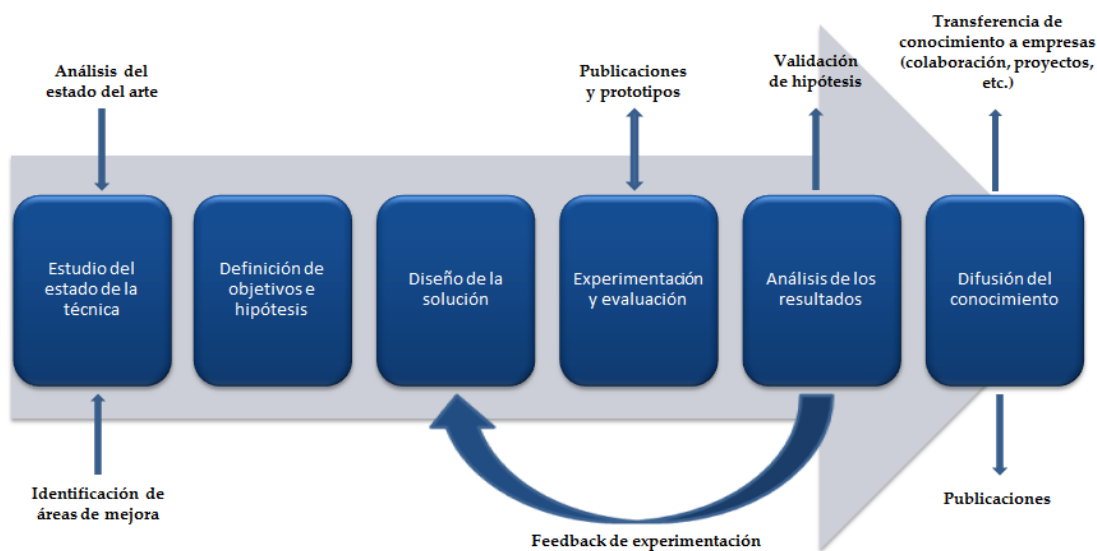 Análisis del
estado del arte
Publicaciones
y prototipos
Validación
de hipótesis
Transferencia de
conocimiento a empresas
(colaboración, proyectos,
etc.)
Estudio del
estado de la
técnica
Definición de
objetivos e
hipótesis
Diseño de la
solución
Experimentación
y evaluación
Análisis de los
resultados
Difusión del
conocimiento
Identificación de
áreas de mejora
Feedback de experimentación
Publicaciones